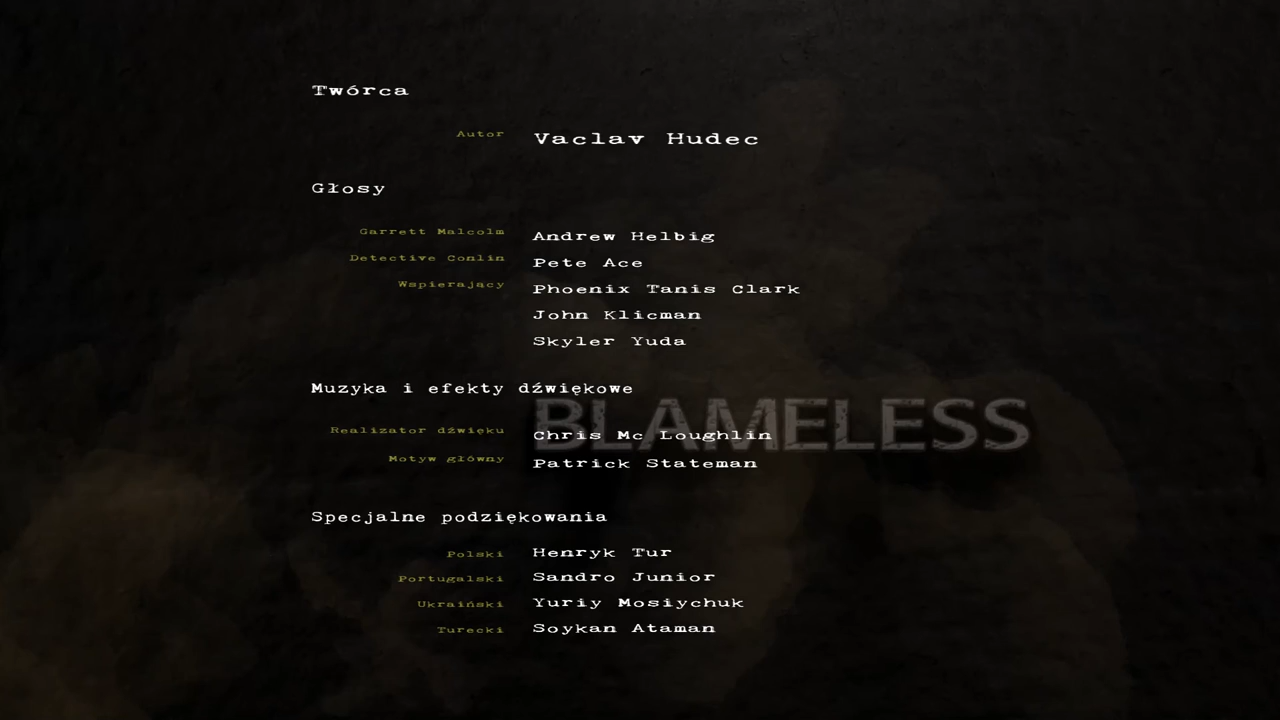 Twórca
Autor Vaclav Hudec
Głosy
Garrett Malcolm Andrew Helbig
Detective Conlin Pete Ace
Wspierający Phoenix Tanis Clark
John Klicman
Skyler Yuda
Muzyka i efekty dźwiękowe
BLAMELESS
Realizator dźwięku Chris Mc Loughlin
Motyw główny Patrick Stateman
Specjalne podziękowania
Polski Henryk Tur
Portugalski Sandro Junior
Ukraiński Yuriy Mosiychuk
Turecki Soykan Ataman